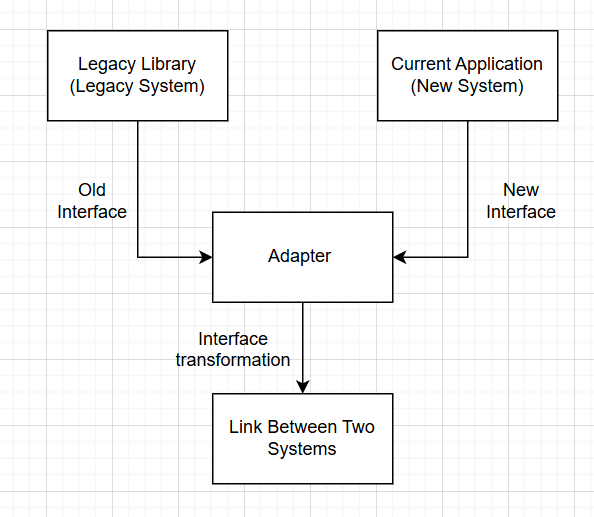 Legacy Library
(Legacy System)
Current Application
(New System)
Old
Interface
New
Interface
Adapter
Interface
transformation
Link Between Two
Systems